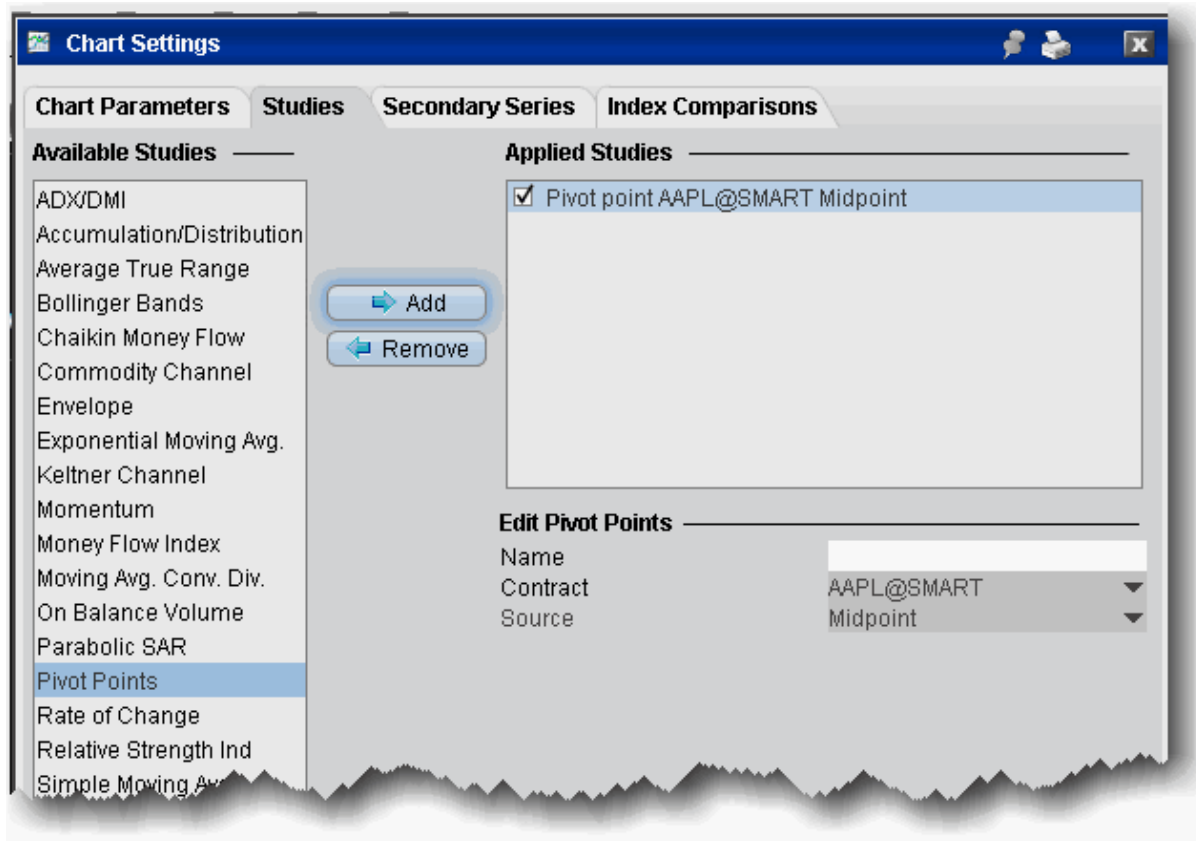 Chart Settings
Chart Parameters Studies Secondary Series Index Comparisons
Available Studies
ADX/DMI
Accumulation/Distribution
Average True Range
Bollinger Bands
Chaikin Money Flow
Commodity Channel
Envelope
Exponential Moving Avg.
Keltner Channel
Momentum
Money Flow Index
Moving Avg. Conv. Div.
On Balance Volume
Parabolic SAR
Pivot Points
Rate of Change
Relative Strength Ind
Simple Moving
Add
Remove
Applied Studies
Pivot point AAPL@SMART Midpoint
Edit Pivot Points
Name
Contract AAPL@SMART
Source Midpoint